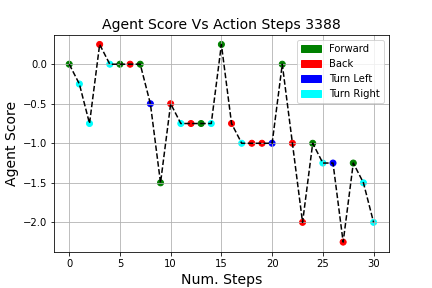 Agent Score Vs Action Steps 3388
Forward
Back
Turn Left
Turn Right
Agent Score
0.0
−0.5
−1.0
−1.5
−2.0
0 5 10 15 20 25 30
Num. Steps